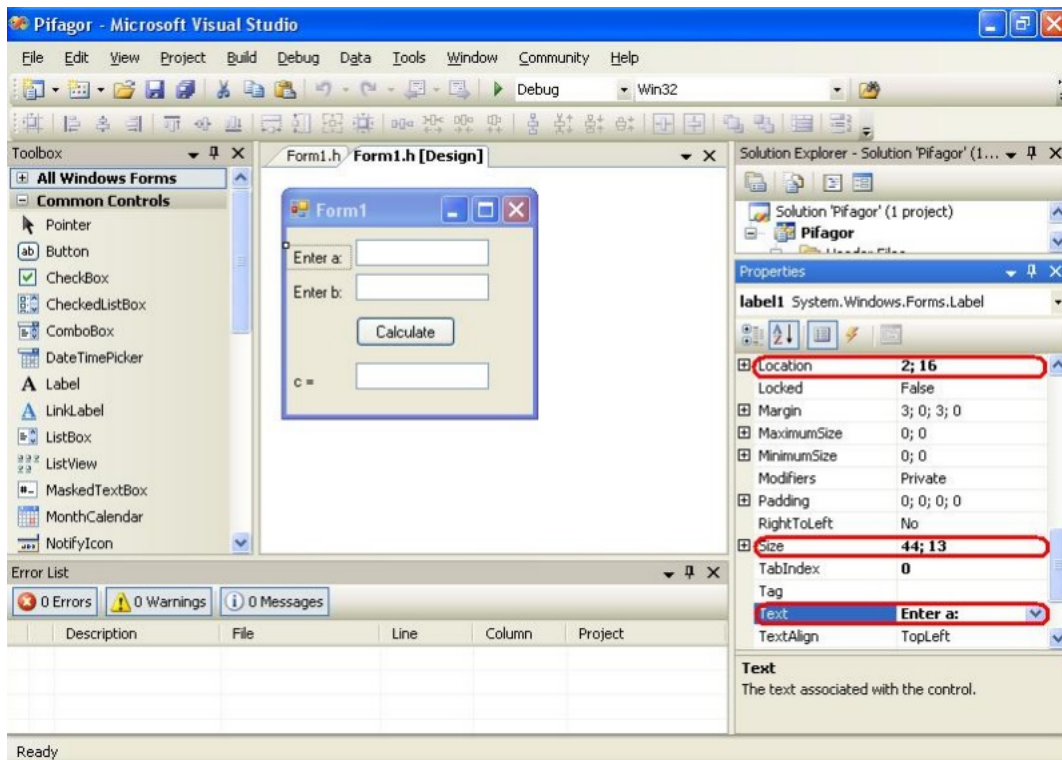 Pifagor - Microsoft Visual Studio
File Edit View Project Build Debug Data Tools Window Community Help
Debug Win32
Toolbox
All Windows Forms
Common Controls
Pointer
Button
CheckBox
CheckedListBox
ComboBox
DateTimePicker
Label
LinkLabel
ListBox
ListView
MaskedTextBox
MonthCalendar
NotifyIcon
Form1.h Form1.h [Design]
Form1
Enter a:
Enter b:
Calculate
c =
Solution Explorer - Solution 'Pifagor' (1...
Solution 'Pifagor' (1 project)
Pifagor
Properties
label1 System.Windows.Forms.Label
Location 2; 16
Locked False
Margin 3; 0; 3; 0
MaximumSize 0; 0
MinimumSize 0; 0
Modifiers Private
Padding 0; 0; 0; 0
RightToLeft No
Size 44; 13
TabIndex 0
Tag
Text Enter a:
TextAlign TopLeft
Text
The text associated with the control.
Error List
0 Errors 0 Warnings 0 Messages
Description File Line Column Project
Ready